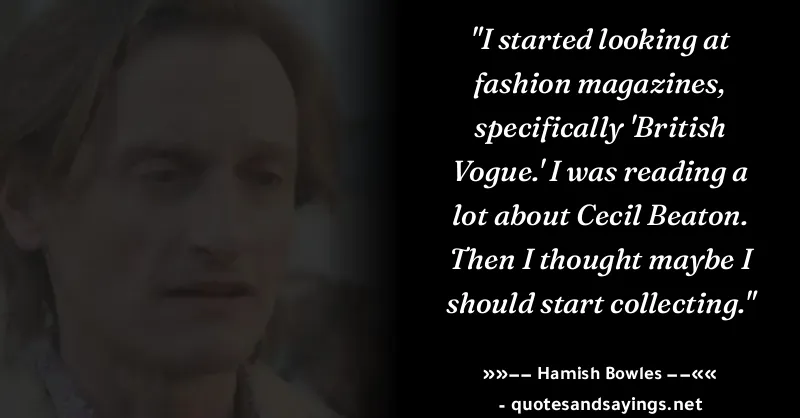 "I started looking at
fashion magazines,
specifically 'British
Vogue.' I was reading a
lot about Cecil Beaton.
Then I thought maybe I
should start collecting."
»»−− Hamish Bowles −−««
- quotesandsayings.net